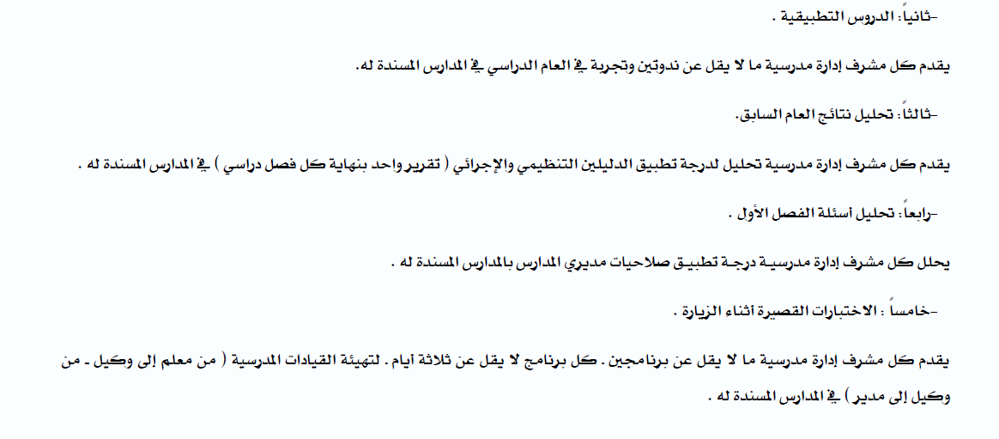 -ثانياً: الدروس التطبيقية .
يقدم كل مشرف إدارة مدرسية ما لا يقل عن ندوتين وتجربة في العام الدراسي في المدارس المسندة له.
-ثالثاً: تحليل نتائج العام السابق.
يقدم كل مشرف إدارة مدرسية تحليل لدرجة تطبيق الدليلين التنظيمي والإجرائي ( تقرير واحد بنهاية كل فصل دراسي ) في المدارس المسندة له .
-رابعاً: تحليل أسئلة الفصل الأول .
يحلل كل مشرف إدارة مدرسيـة درجـة تطبيـق صلاحيات مديري المدارس بالمدارس المسندة له .
-خامساً : الاختبارات القصيرة أثناء الزيارة .
يقدم كل مشرف إدارة مدرسية ما لا يقل عن برنامجين . كل برنامج لا يقل عن ثلاثة أيام . لتهيئة القيادات المدرسية ( من معلم إلى وكيل ـ من
وكيل إلى مدير ) في المدارس المسندة له .